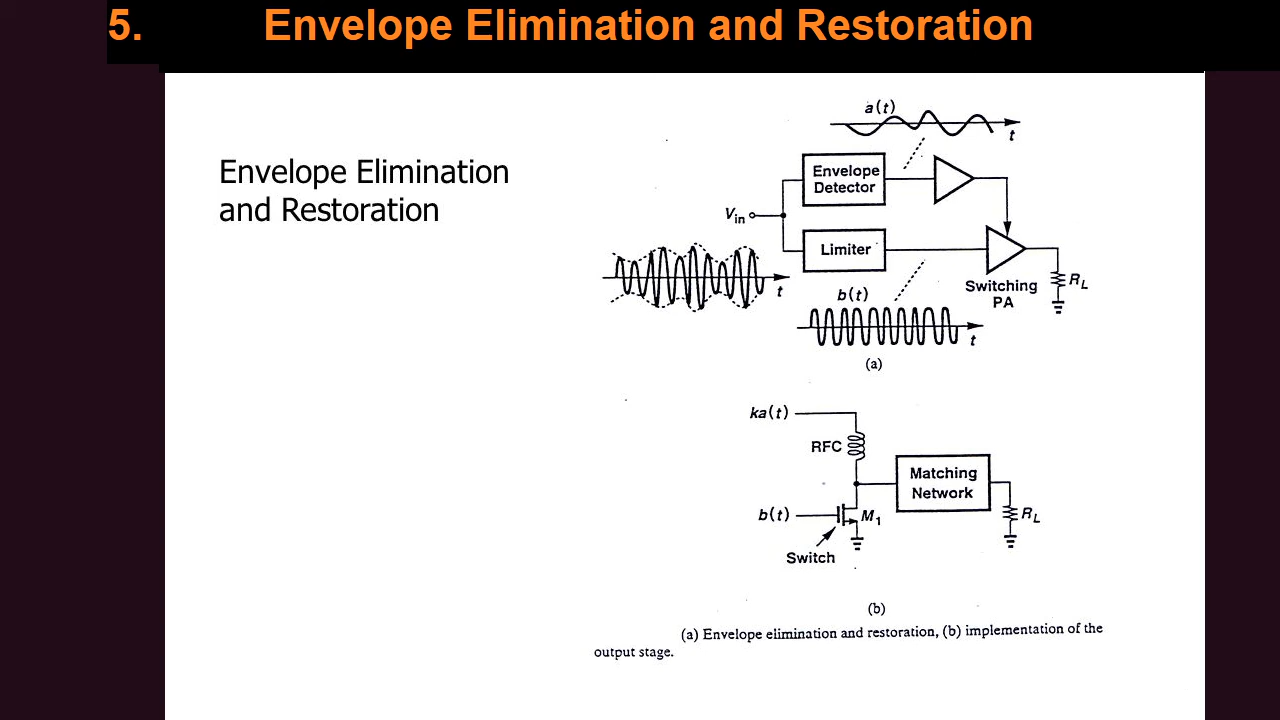 5. Envelope Elimination and Restoration
Envelope Elimination
and Restoration
a(t)
t
Envelope
Detector
Vin
Limiter
t
Switching
PA
RL
b(t)
t
(a)
ka(t)
RFC
Matching
Network
b(t)
M1
RL
Switch
(b)
(a) Envelope elimination and restoration, (b) implementation of the
output stage.